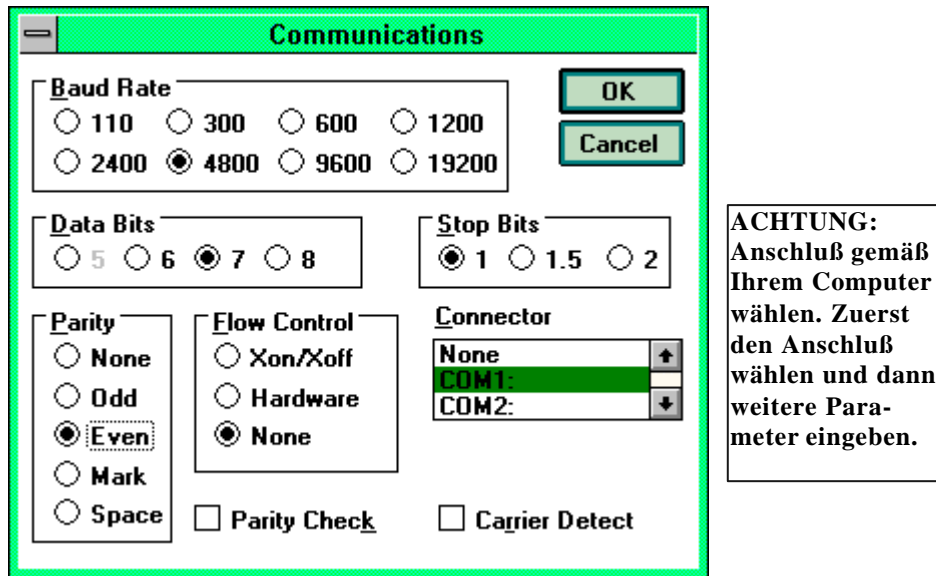 Communications
Baud Rate
110 300 600 1200
2400 4800 9600 19200
OK
Cancel
Data Bits
5 6 7 8
Stop Bits
1 1.5 2
Parity
None
Odd
Even
Mark
Space
Flow Control
Xon/Xoff
Hardware
None
Connector
None
COM1:
COM2:
Parity Check
Carrier Detect
ACHTUNG:
Anschluß gemäß
Ihrem Computer
wählen. Zuerst
den Anschluß
wählen und dann
weitere Para-
meter eingeben.